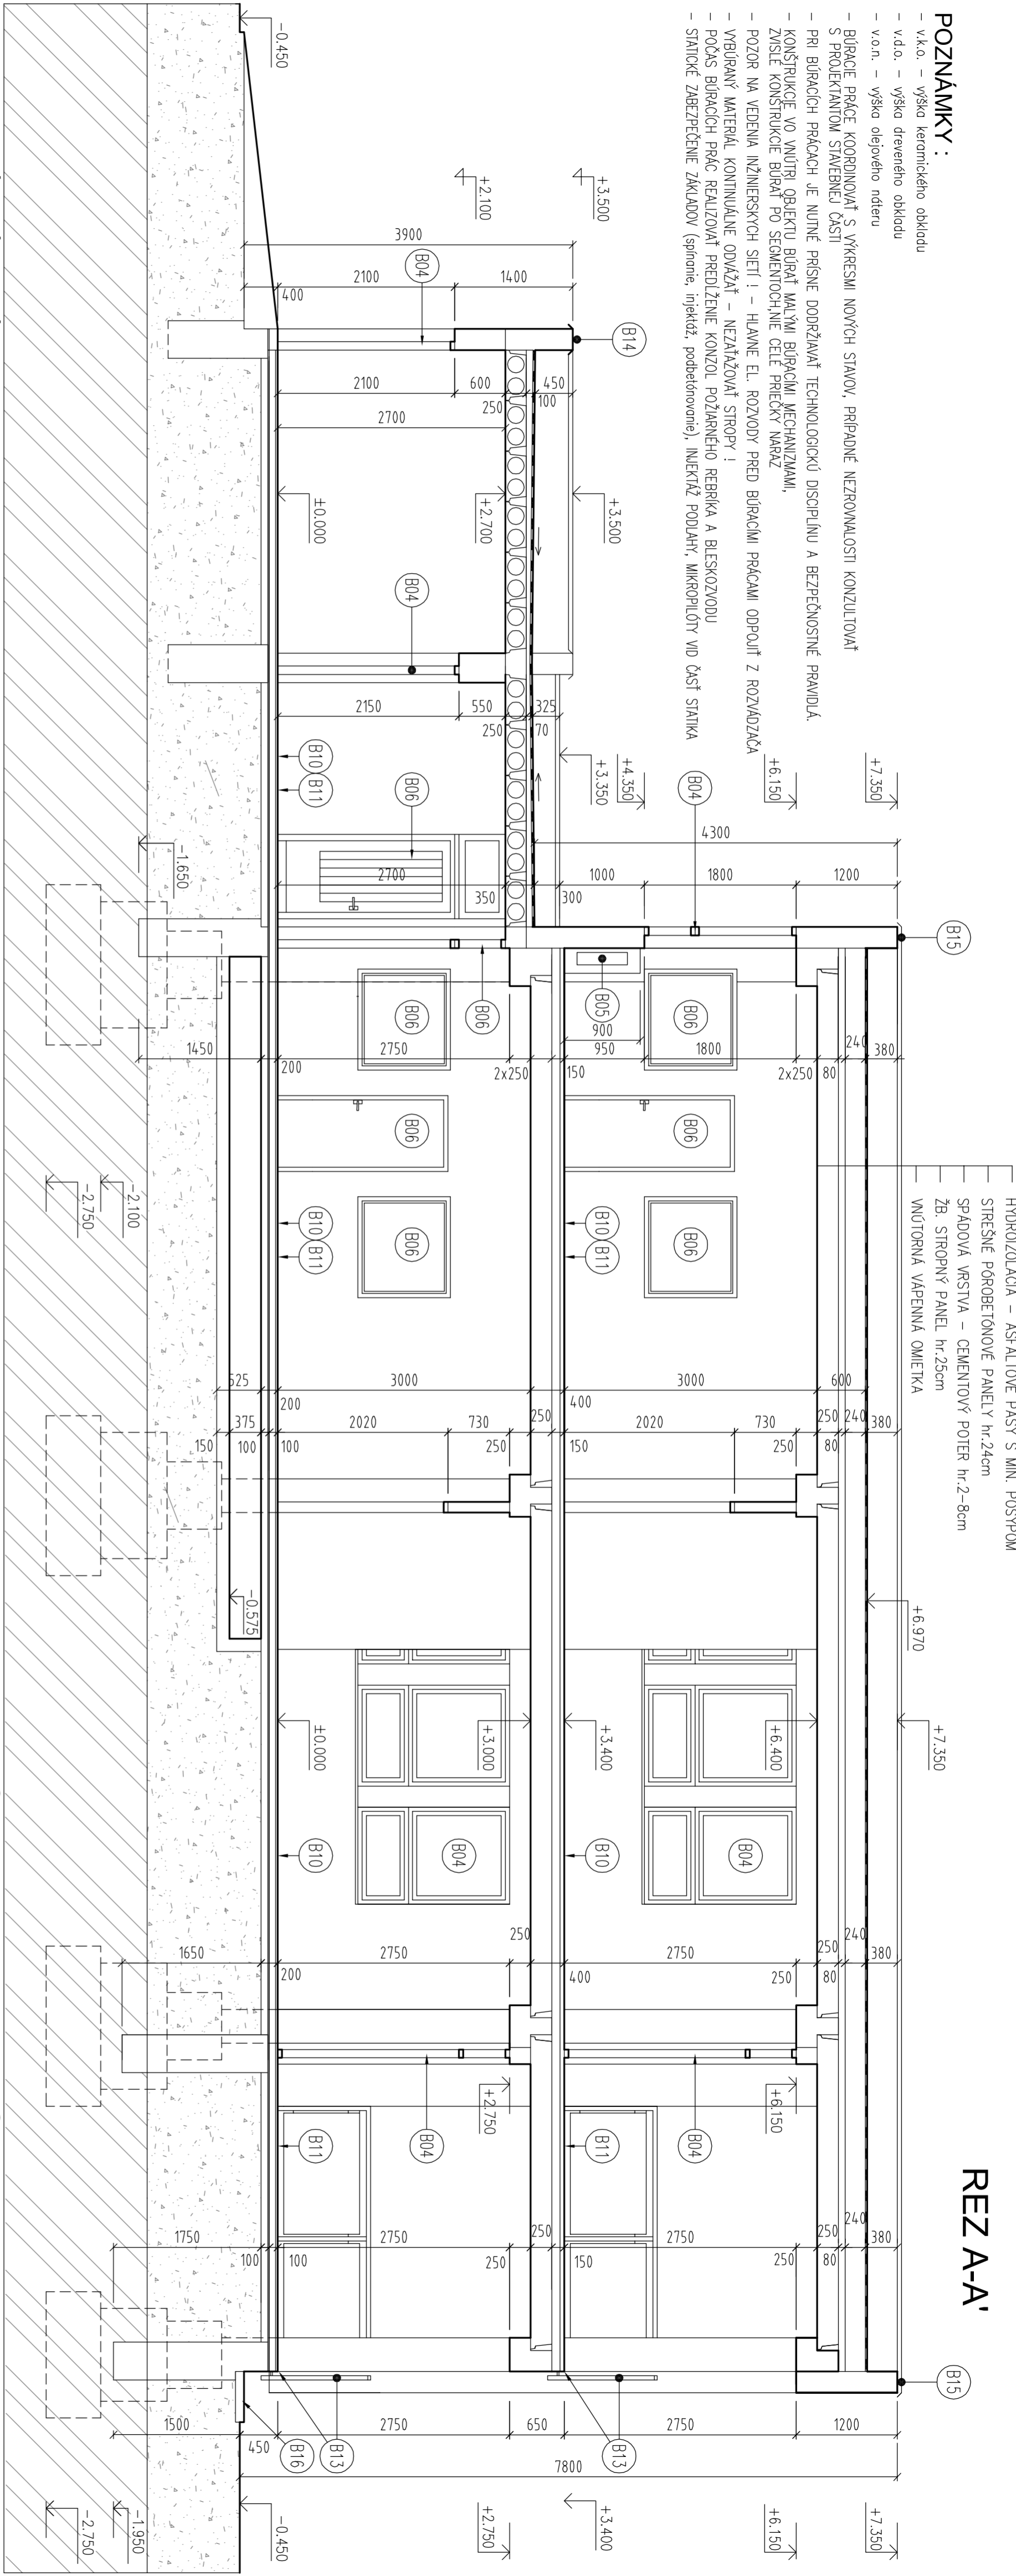 POZNÁMKY :
- v.k.o. – výška keramického obkladu
- v.d.o. – výška dreveného obkladu
- v.o.n. – výška olejového náteru
- BÚRACIE PRÁCE KOORDINOVAŤ S VÝKRESMI NOVÝCH STAVOV, PRÍPADNÉ NEZROVNALOSTI KONZULTOVAŤ
S PROJEKTANTOM STAVEBNEJ ČASTI
- PRI BÚRACÍCH PRÁCACH JE NUTNÉ PRÍSNE DODRŽIAVAŤ TECHNOLOGICKÚ DISCIPLÍNU A BEZPEČNOSTNÉ PRAVIDLÁ.
- KONŠTRUKCIE VO VNÚTRI OBJEKTU BÚRAŤ MALÝMI BÚRACÍMI MECHANIZMAMI,
ZVISLÉ KONŠTRUKCIE BÚRAŤ PO SEGMENTOCH,NIE CELÉ PRIEČKY NARAZ
- POZOR NA VEDENIA INŽINIERSKYCH SIETÍ ! – HLAVNE EL. ROZVODY PRED BÚRACÍMI PRÁCAMI ODPOJIŤ Z ROZVÁDZAČA
- VYBÚRANÝ MATERIÁL KONTINUÁLNE ODVÁŽAŤ – NEZAŤAŽOVAŤ STROPY !
- POČAS BÚRACÍCH PRÁC REALIZOVAŤ PREDĹŽENIE KONZOL POŽIARNÉHO REBRÍKA A BLESKOZVODU
- STATICKÉ ZABEZPEČENIE ZÁKLADOV (spínanie, injektáž, podbetónovanie), INJEKTÁŽ PODLAHY, MIKROPILÓTY VID ČASŤ STATIKA
HYDROIZOLÁCIA – ASFALTOVÉ PÁSY S MIN. POSYPOM
STREŠNÉ PÓROBETÓNOVÉ PANELY hr.24cm
SPÁDOVÁ VRSTVA – CEMENTOVÝ POTER hr.2–8cm
ŽB. STROPNÝ PANEL hr.25cm
VNÚTORNÁ VÁPENNÁ OMIETKA
REZ A-A'
B15
B15
+7.350
+7.350
+7.350
+6.970
+6.150
4300
1200
1800
1000
300
B04
+4.350
+3.350
+3.500
+3.500
+2.100
B14
3900
1400
2100
400
B04
2100
600
450
250
100
2700
±0.000
+2.700
B04
2150
550
325
250
70
B10
B11
B06
2700
350
-0.450
-1.650
B06
B06
B05
B06
900
1450
200
2750
2x250
150
950
1800
2x250
80
240
380
B06
B06
B10
B11
B10
B11
B06
B06
-2.100
-2.750
525
200
3000
400
3000
600
150
375
100
100
2020
730
250
250
150
2020
730
250
250
80
240
380
-0.575
±0.000
+3.000
+3.400
+6.400
B10
B04
B10
B04
1650
200
2750
250
400
2750
250
250
80
240
380
B04
+2.750
B04
+6.150
B11
B11
1750
100
100
2750
250
250
150
2750
250
250
80
240
380
B16
B13
B13
1500
450
2750
650
2750
1200
7800
-2.750
-1.950
-0.450
+2.750
+3.400
+6.150
+7.350